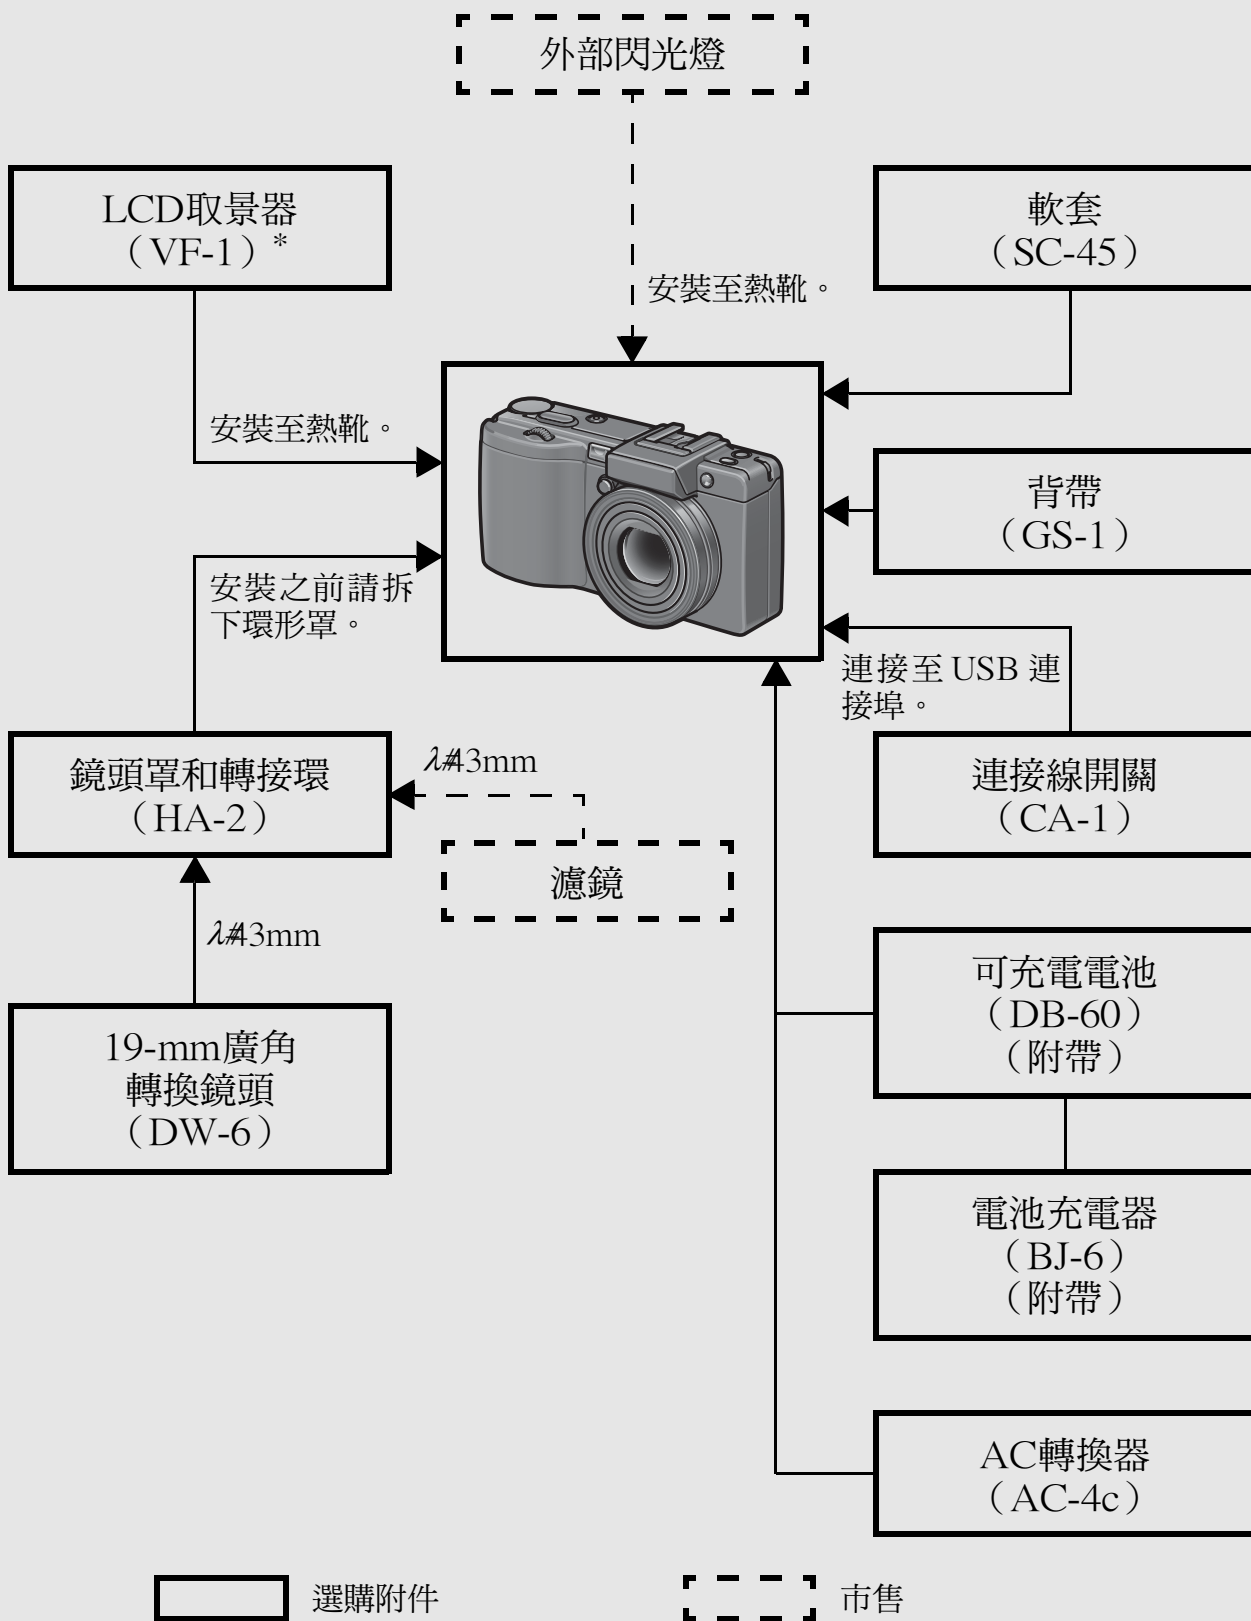 外部閃光燈
LCD取景器
（VF-1）*
軟套
（SC-45）
安裝至熱靴。
安裝至熱靴。
背帶
（GS-1）
安裝之前請拆
下環形罩。
連接至 USB 連
接埠。
鏡頭罩和轉接環
（HA-2）
43mm
連接線開關
（CA-1）
濾鏡
43mm
可充電電池
（DB-60）
（附帶）
19-mm廣角
轉換鏡頭
（DW-6）
電池充電器
（BJ-6）
（附帶）
AC轉換器
（AC-4c）
選購附件
市售